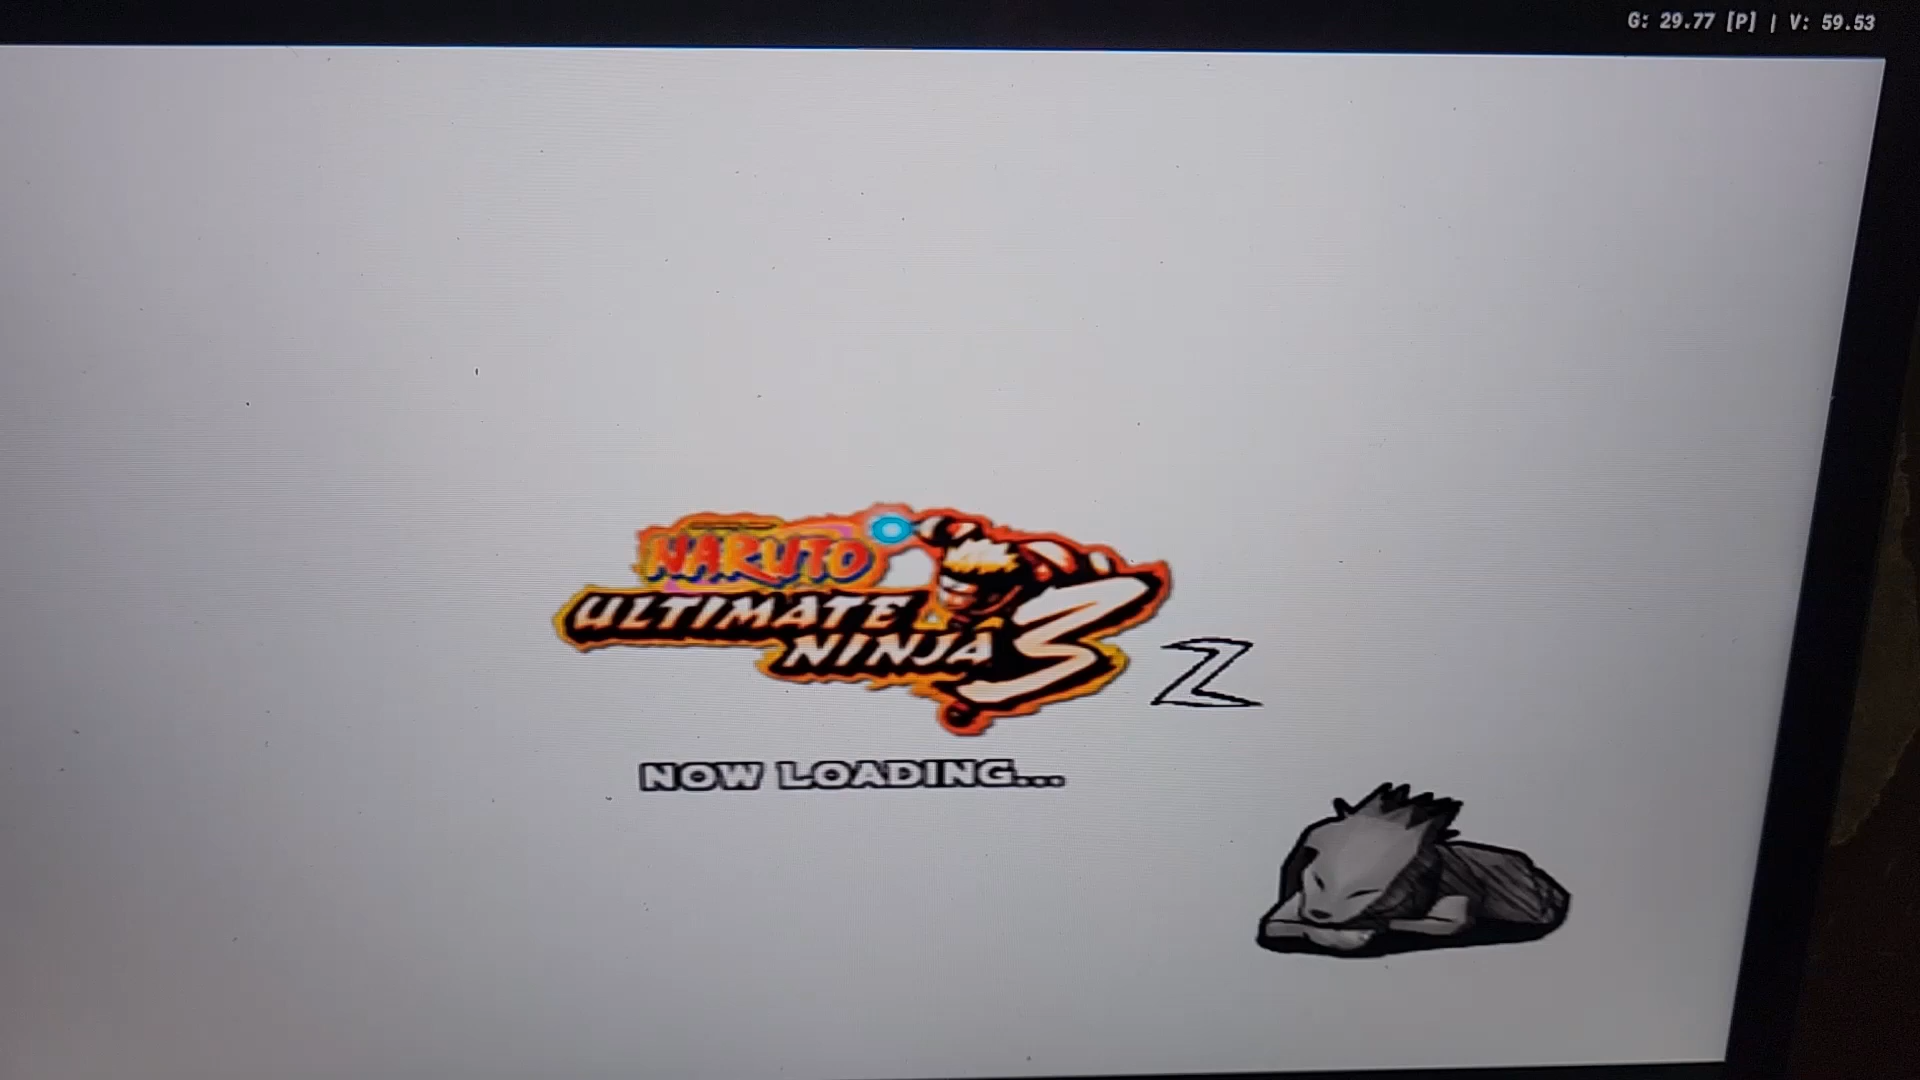 G: 29.77 [P] | V: 59.53
NARUTO
ULTIMATE
NINJA 3
Z
NOW LOADING...